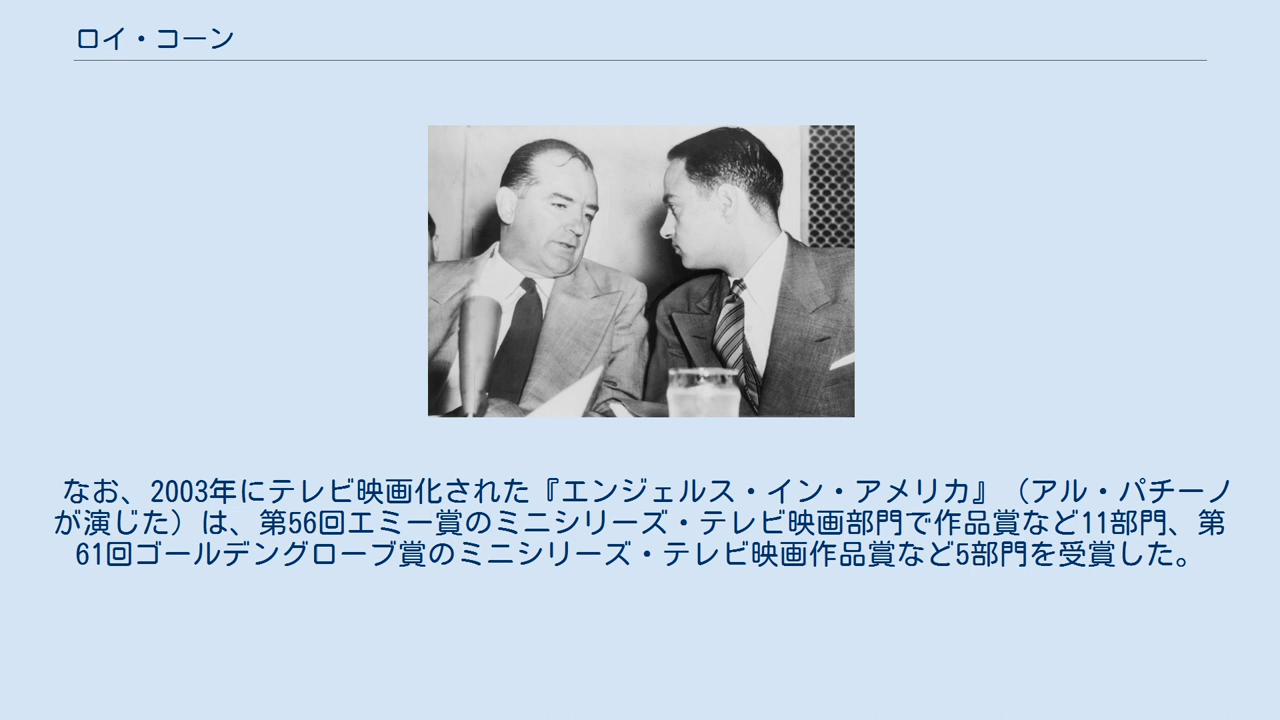 ロイ・コーン
なお、2003年にテレビ映画化された『エンジェルス・イン・アメリカ』（アル・パチーノ
が演じた）は、第56回エミー賞のミニシリーズ・テレビ映画部門で作品賞など11部門、第
61回ゴールデングローブ賞のミニシリーズ・テレビ映画作品賞など5部門を受賞した。